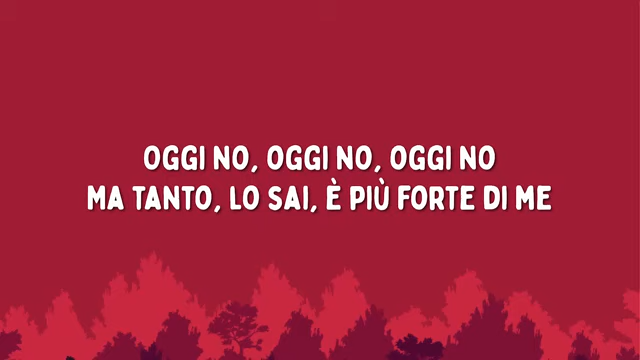 OGGI NO, OGGI NO, OGGI NO
MA TANTO, LO SAI, È PIÙ FORTE DI ME